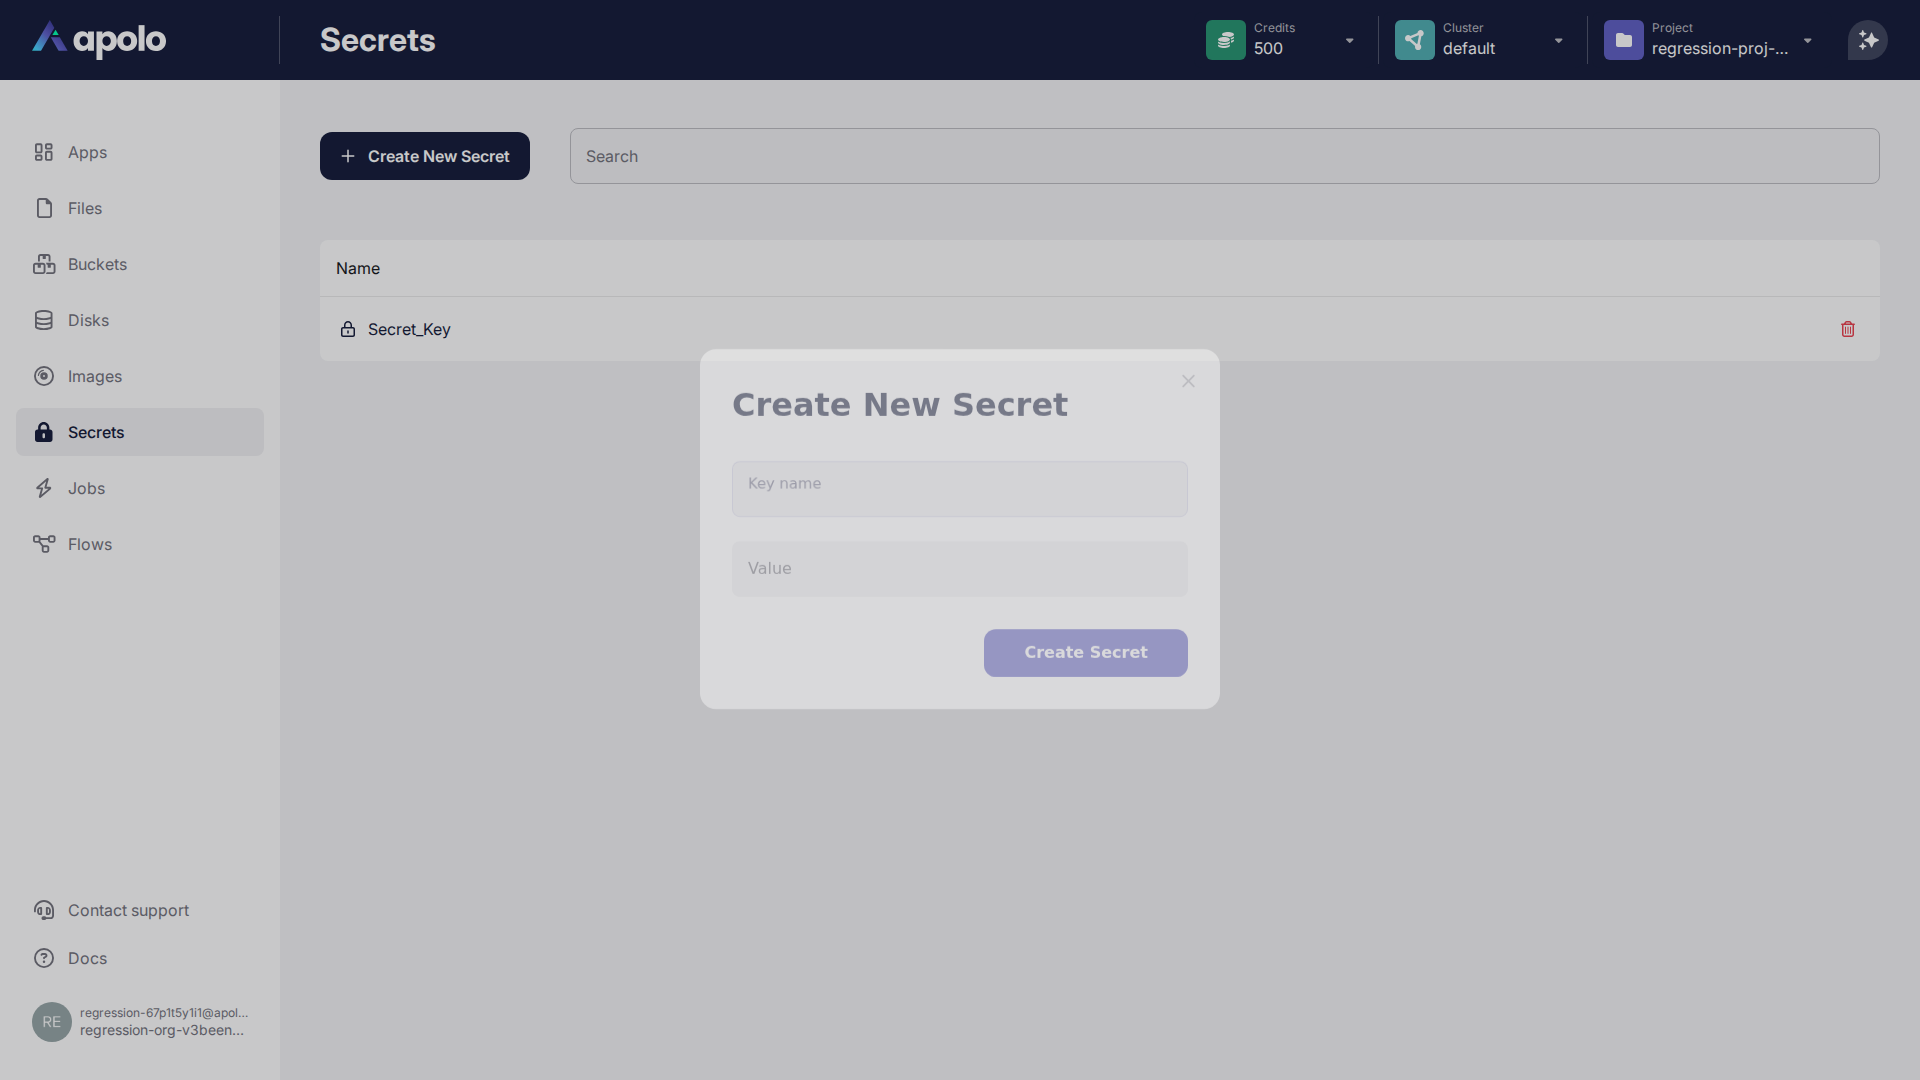 apolo
Secrets
Credits
500
Cluster
default
Project
regression-proj-...
Apps
Files
Buckets
Disks
Images
Secrets
Jobs
Flows
Create New Secret
Search
Name
Secret_Key
Create New Secret
Key name
Value
Create Secret
Contact support
Docs
RE
regression-67p1t5y1i1@apol...
regression-org-v3been...